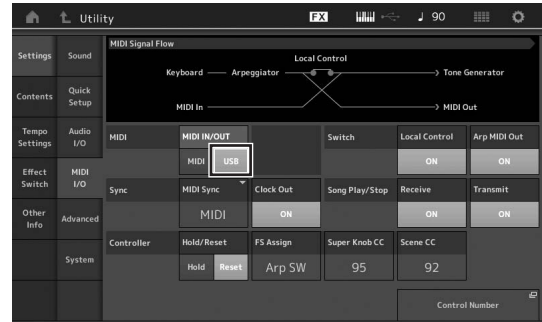 Utility
FX
90
MIDI Signal Flow
Settings
Sound
Local Control
Keyboard
Arpeggiator
Tone Generator
Contents
Quick Setup
MIDI In
MIDI Out
Tempo Settings
Audio I/O
MIDI
MIDI IN/OUT
Switch
Local Control
Arp MIDI Out
MIDI
USB
ON
ON
Effect Switch
MIDI I/O
Sync
MIDI Sync
Clock Out
Song Play/Stop
Receive
Transmit
Other Info
Advanced
MIDI
ON
ON
ON
Controller
Hold/Reset
FS Assign
Super Knob CC
Scene CC
System
Hold
Reset
Arp SW
95
92
Control Number